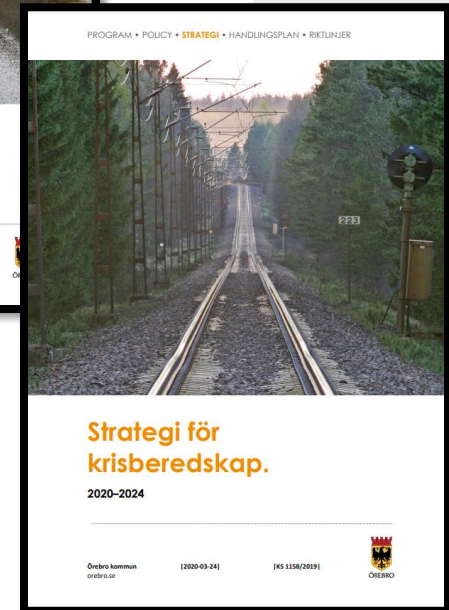 PROGRAM • POLICY • STRATEGI • HANDLINGSPLAN • RIKTLINJER
223
Strategi för
krisberedskap.
2020–2024
Örebro kommun |2020-03-24| |KS 1158/2019|
orebro.se
ÖREBRO